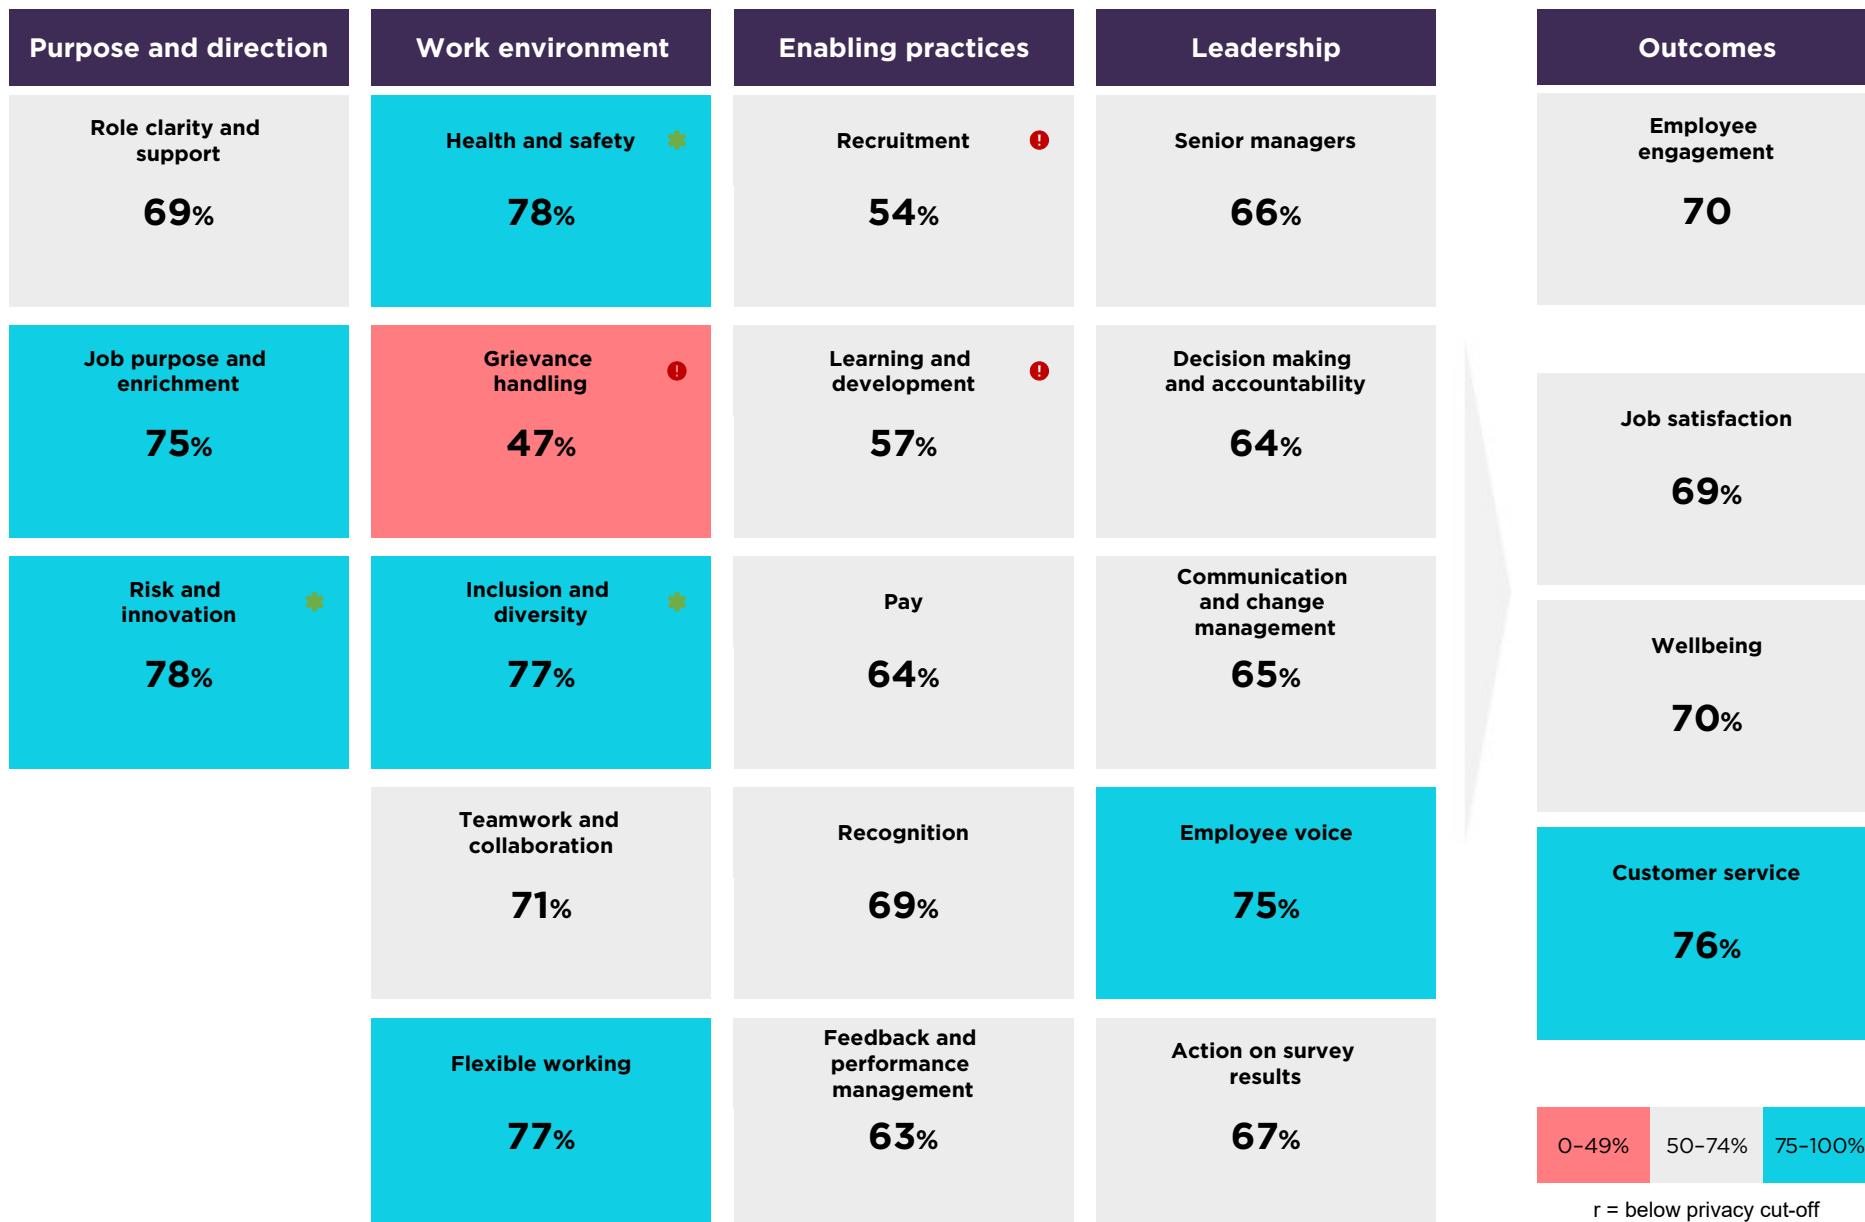 Purpose and direction
Role clarity and
support
69%
Job purpose and
enrichment
75%
Risk and
innovation
78%
Work environment
Health and safety
78%
Grievance
handling
47%
Inclusion and
diversity
77%
Teamwork and
collaboration
71%
Flexible working
77%
Enabling practices
Recruitment
54%
Learning and
development
57%
Pay
64%
Recognition
69%
Feedback and
performance
management
63%
Leadership
Senior managers
66%
Decision making
and accountability
64%
Communication
and change
management
65%
Employee voice
75%
Action on survey
results
67%
Outcomes
Employee
engagement
70
Job satisfaction
69%
Wellbeing
70%
Customer service
76%
0–49% 50–74% 75–100%
r = below privacy cut-off